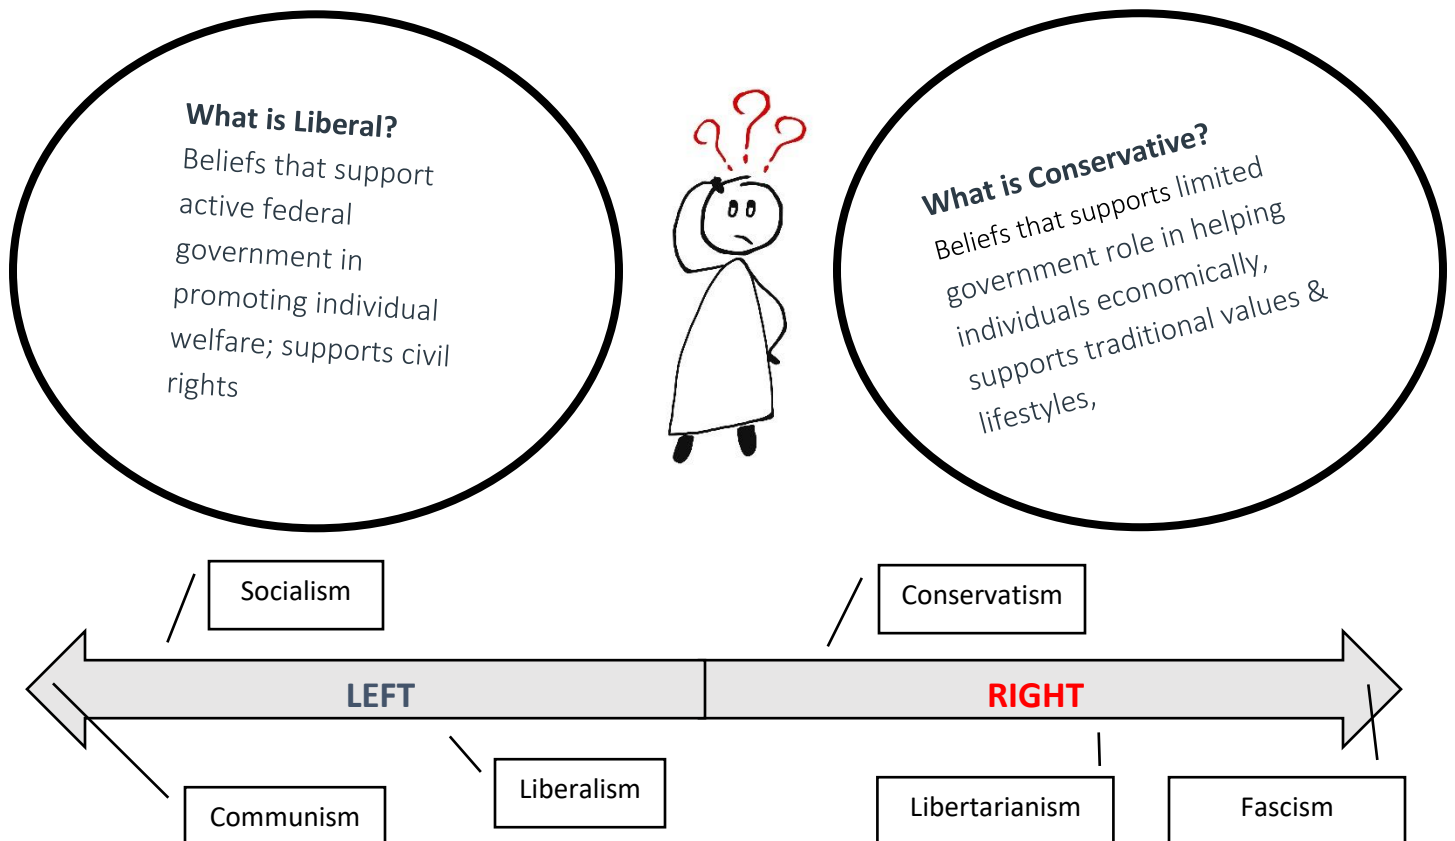 What is Liberal?
Beliefs that support
active federal
government in
promoting individual
welfare; supports civil
rights
What is Conservative?
Beliefs that supports limited
government role in helping
individuals economically,
supports traditional values &
lifestyles,
Socialism
Conservatism
LEFT
RIGHT
Communism
Liberalism
Libertarianism
Fascism